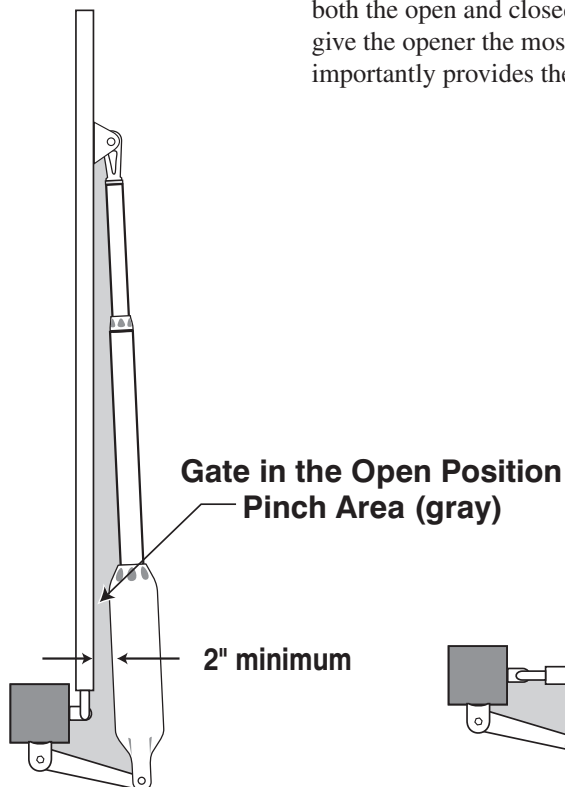 both the open and closed
give the opener the mos
importantly provides the
Gate in the Open Position
Pinch Area (gray)
2" minimum